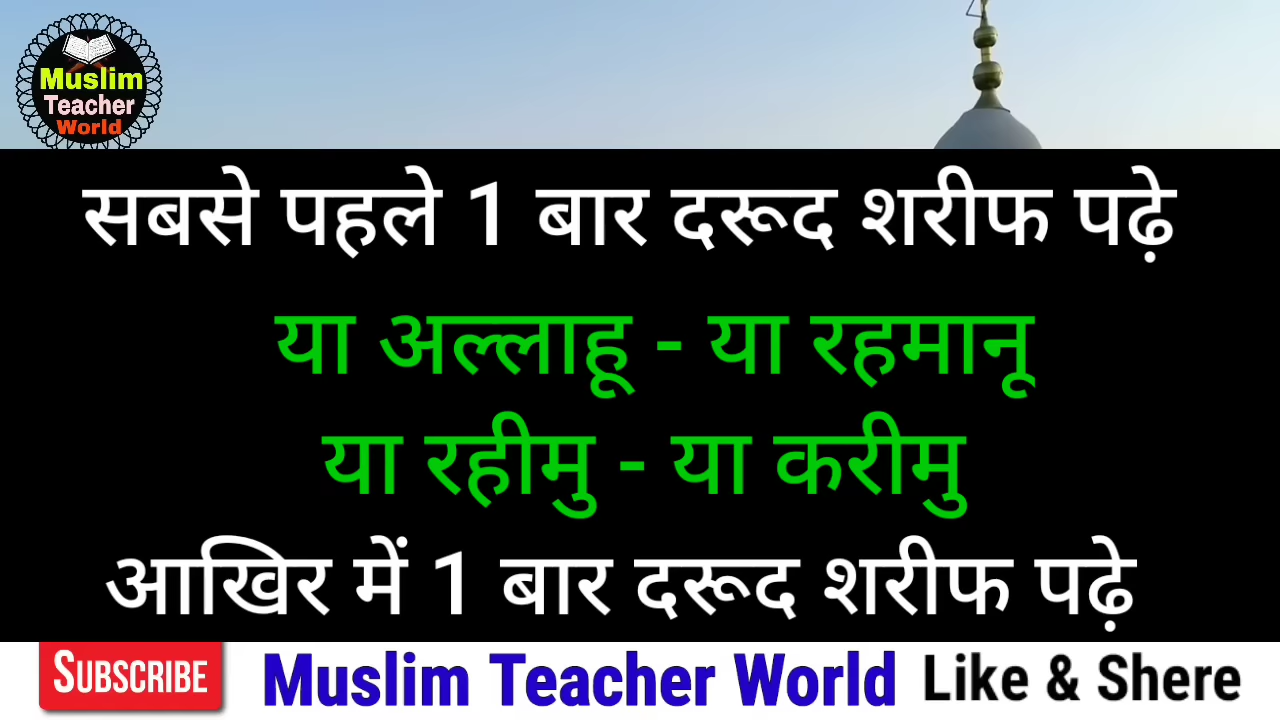 Muslim
Teacher
World
सबसे पहले 1 बार दरूद शरीफ पढ़े
या अल्लाहू - या रहमानू
या रहीमु - या करीमु
आखिर में 1 बार दरूद शरीफ पढ़े
SUBSCRIBE Muslim Teacher World Like & Shere